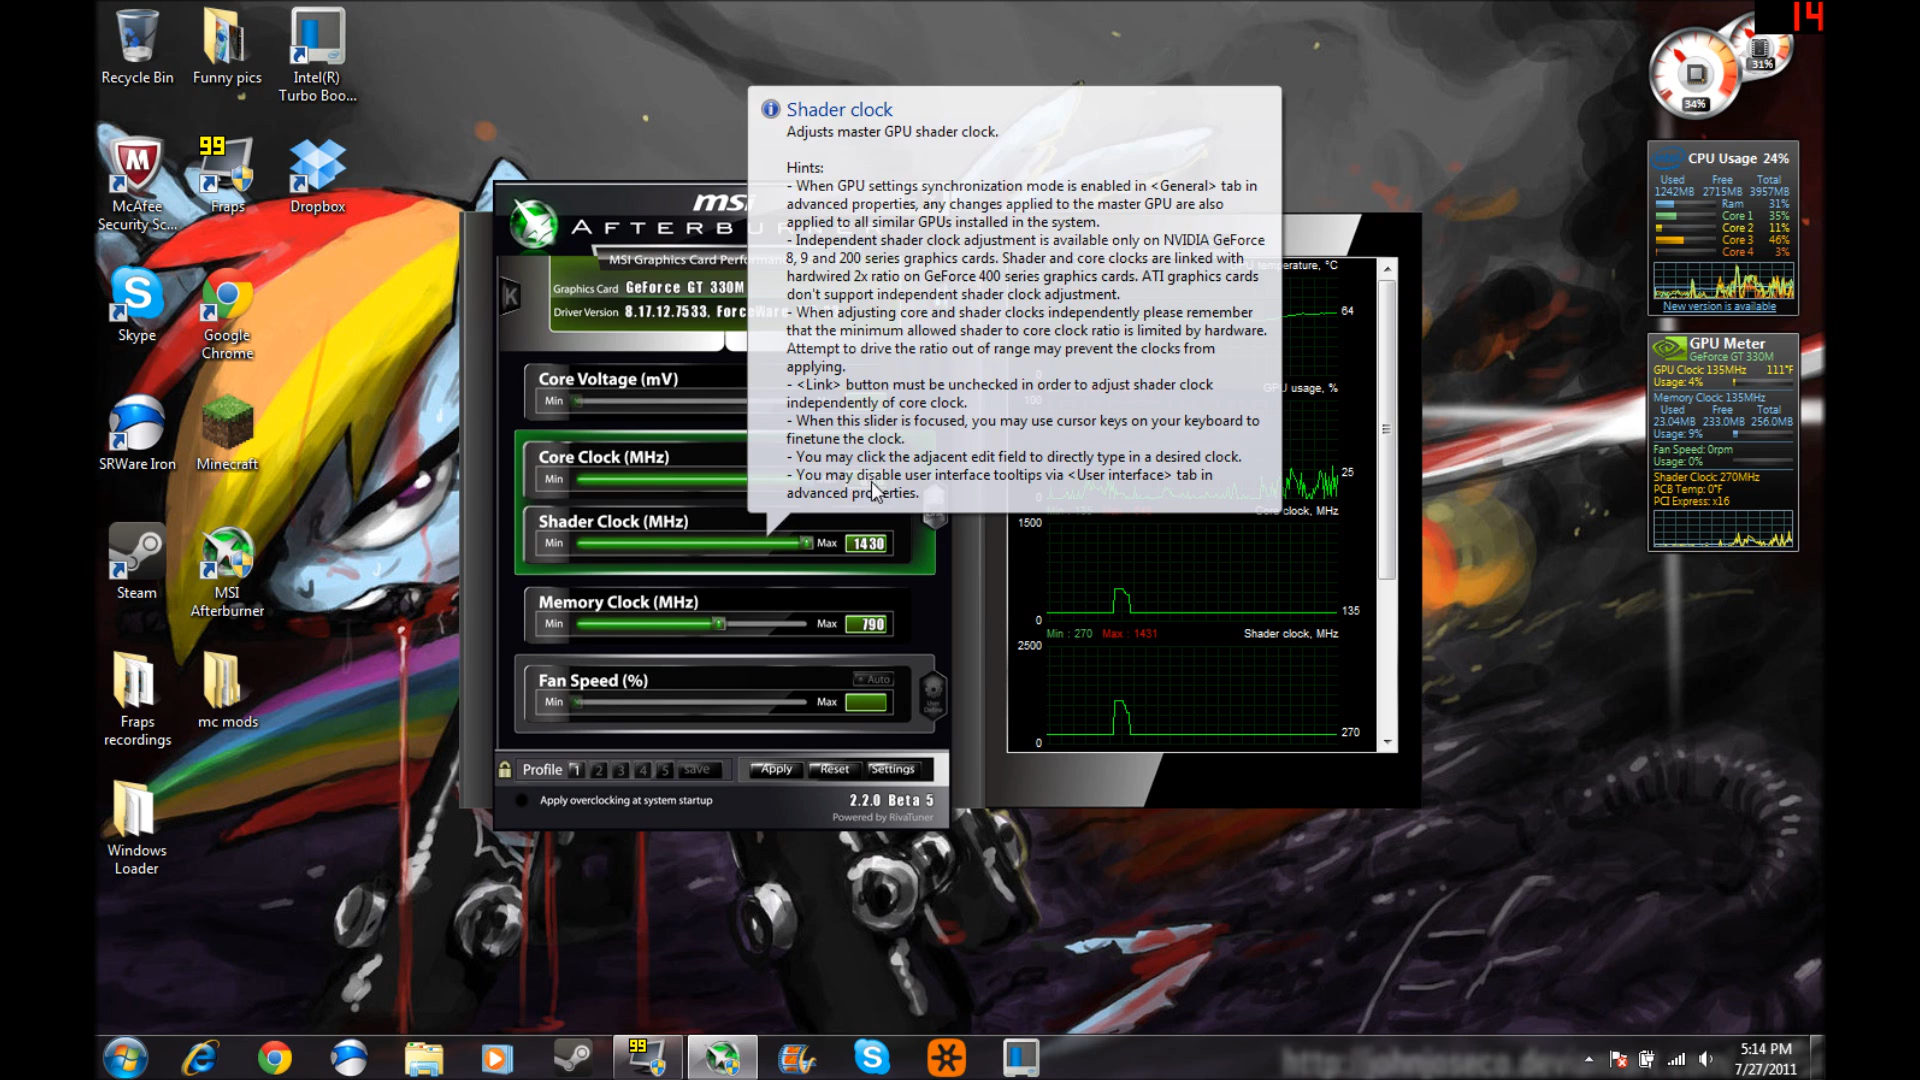 Recycle Bin
Funny pics
Intel(R)
Turbo Boo...
McAfee
Security Sc...
99
Fraps
Dropbox
Skype
Google
Chrome
SRWare Iron
Minecraft
Steam
MSI
Afterburner
Fraps
recordings
mc mods
Windows
Loader
msi
AFTERBURNER
MSI Graphics Card Performan
Graphics Card GeForce GT 330M
Driver Version 8.17.12.7533, ForceWare
Core Voltage (mV)
Min
Core Clock (MHz)
Min
Shader Clock (MHz)
Min Max 1430
Memory Clock (MHz)
Min Max 790
Fan Speed (%)
Auto
Min Max
User
Define
Profile 1 2 3 4 5 save
Apply Reset Settings
Apply overclocking at system startup
2.2.0 Beta 5
Powered by RivaTuner
Shader clock
Adjusts master GPU shader clock.
Hints:
- When GPU settings synchronization mode is enabled in <General> tab in
advanced properties, any changes applied to the master GPU are also
applied to all similar GPUs installed in the system.
- Independent shader clock adjustment is available only on NVIDIA GeForce
8, 9 and 200 series graphics cards. Shader and core clocks are linked with
hardwired 2x ratio on GeForce 400 series graphics cards. ATI graphics cards
don't support independent shader clock adjustment.
- When adjusting core and shader clocks independently please remember
that the minimum allowed shader to core clock ratio is limited by hardware.
Attempt to drive the ratio out of range may prevent the clocks from
applying.
- <Link> button must be unchecked in order to adjust shader clock
independently of core clock.
- When this slider is focused, you may use cursor keys on your keyboard to
finetune the clock.
- You may click the adjacent edit field to directly type in a desired clock.
- You may disable user interface tooltips via <User interface> tab in
advanced properties.
GPU temperature, °C
64
0
GPU usage, %
100
25
0
Core clock, MHz
1500
135
0
Min : 270 Max : 1431 Shader clock, MHz
2500
270
0
14
31%
34%
CPU Usage 24%
Used Free Total
1242MB 2715MB 3957MB
Ram 31%
Core 1 35%
Core 2 11%
Core 3 46%
Core 4 3%
New version is available
GPU Meter
GeForce GT 330M
GPU Clock: 135MHz 111°F
Usage: 4%
Memory Clock: 135MHz
Used Free Total
23.04MB 233.0MB 256.0MB
Usage: 9%
Fan Speed: 0rpm
Usage: 0%
Shader Clock: 270MHz
PCB Temp: 0°F
PCI Express: x16
99
5:14 PM
7/27/2011